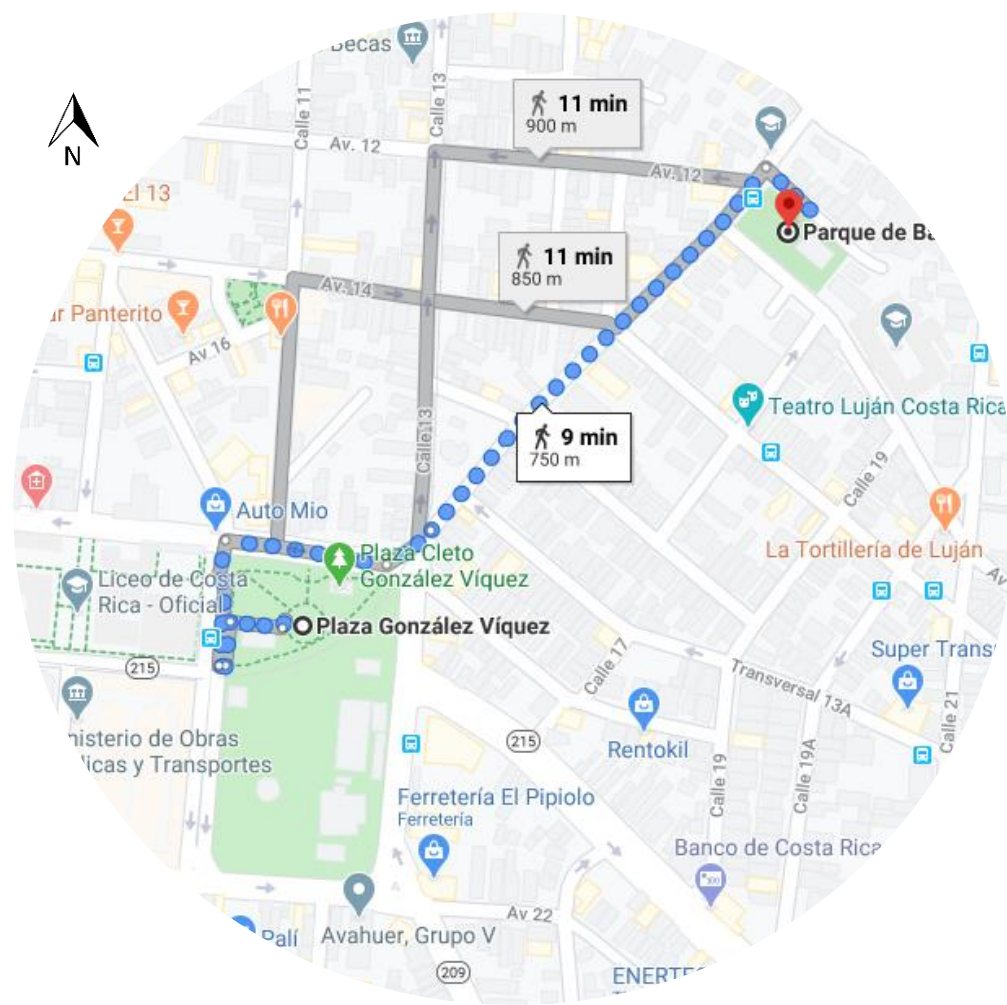 Becas
Calle 13
Calle 11
11 min
900 m
N
Av. 12
Av. 12
El 13
Parque de Ba
11 min
850 m
Av. 14
ar Panterito
Av 16
Calle 13
Teatro Luján Costa Rica
9 min
750 m
Calle 19
Auto Mio
La Tortillería de Luján
Av
Plaza Cleto
González Víquez
Liceo de Costa
Rica - Oficial
Plaza González Víquez
215
Calle 17
Transversal 13A
Super Trans
Calle 21
nisterio de Obras
licas y Transportes
215
Rentokil
Calle 19
Calle 19A
Ferretería El Pipiolo
Ferretería
Banco de Costa Rica
Av 22
Palí
Avahuer, Grupo V
209
ENERTE